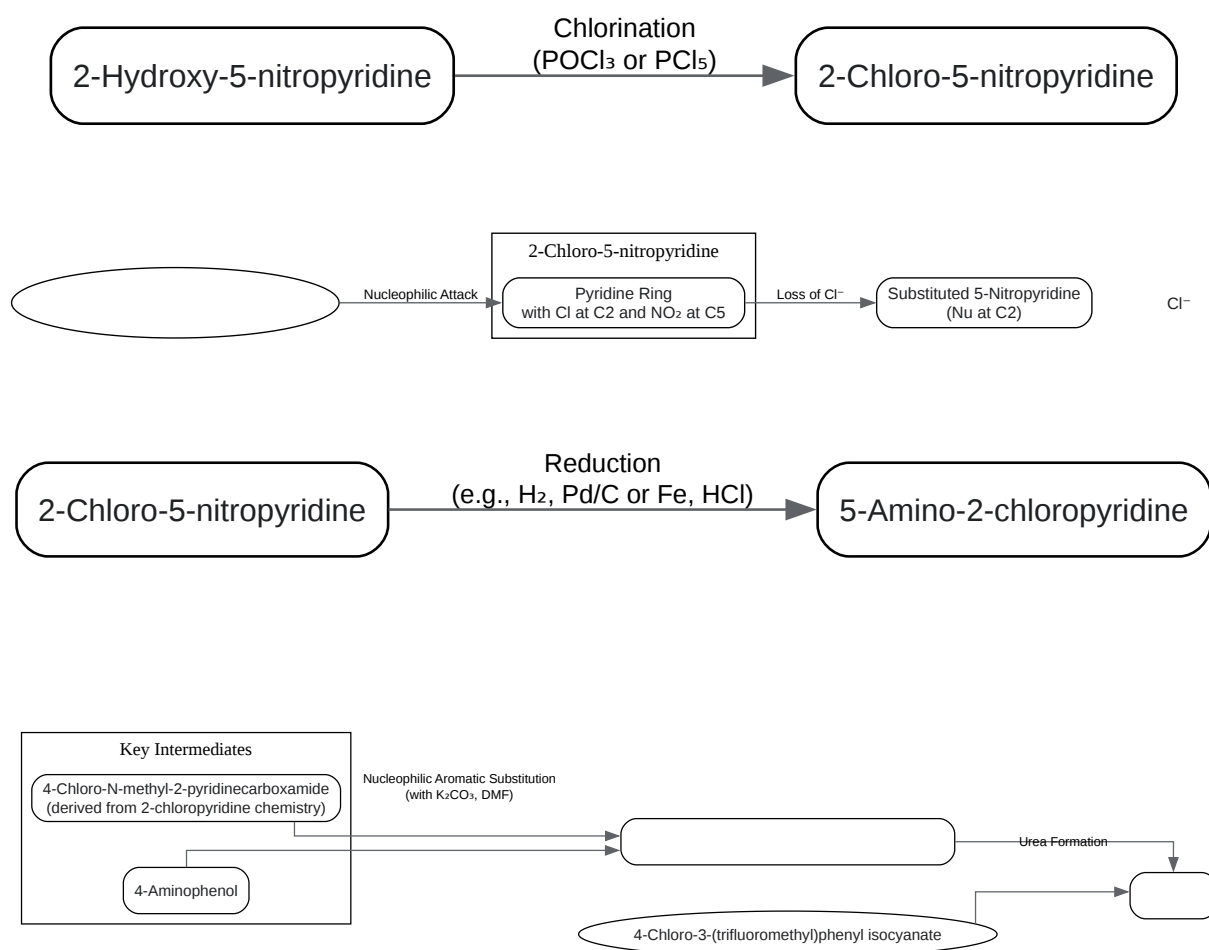 Chlorination
(POCl₃ or PCl₅)
2-Hydroxy-5-nitropyridine
2-Chloro-5-nitropyridine
2-Chloro-5-nitropyridine
Nucleophilic Attack
Pyridine Ring
with Cl at C2 and NO₂ at C5
Loss of Cl⁻
Substituted 5-Nitropyridine
(Nu at C2)
Cl⁻
Reduction
(e.g., H₂, Pd/C or Fe, HCl)
2-Chloro-5-nitropyridine
5-Amino-2-chloropyridine
Key Intermediates
4-Chloro-N-methyl-2-pyridinecarboxamide
(derived from 2-chloropyridine chemistry)
Nucleophilic Aromatic Substitution
(with K₂CO₃, DMF)
4-Aminophenol
Urea Formation
4-Chloro-3-(trifluoromethyl)phenyl isocyanate